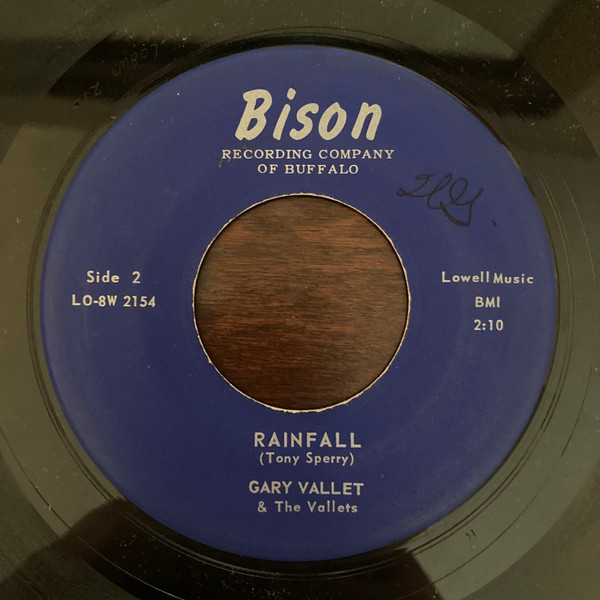 Bison
RECORDING COMPANY
OF BUFFALO
Side 2
LO-8W 2154
Lowell Music
BMI
2:10
RAINFALL
(Tony Sperry)
GARY VALLET
& The Vallets